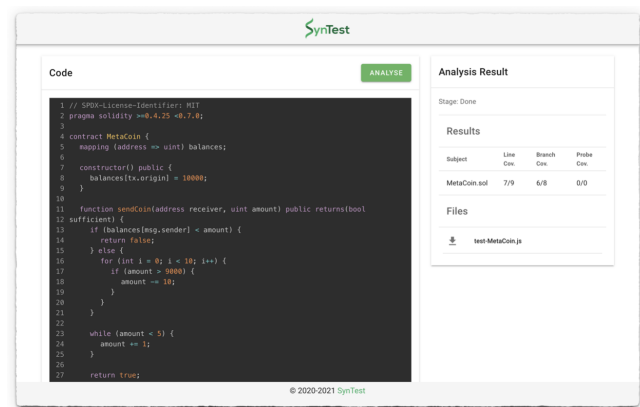 SynTest
Code
ANALYSE
1 // SPDX-License-Identifier: MIT
2 pragma solidity >=0.4.25 <0.7.0;
3
4 contract MetaCoin {
5 mapping (address => uint) balances;
6
7 constructor() public {
8 balances[tx.origin] = 10000;
9 }
10
11 function sendCoin(address receiver, uint amount) public returns(bool
12 sufficient) {
13 if (balances[msg.sender] < amount) {
14 return false;
15 } else {
16 for (int i = 0; i < 10; i++) {
17 if (amount > 9000) {
18 amount -= 10;
19 }
20 }
21 }
22
23 while (amount < 5) {
24 amount += 1;
25 }
26
27 return true;
Analysis Result
Stage: Done
Results
Subject Line Cov. Branch Cov. Probe Cov.
MetaCoin.sol 7/9 6/8 0/0
Files
test-MetaCoin.js
© 2020-2021 SynTest